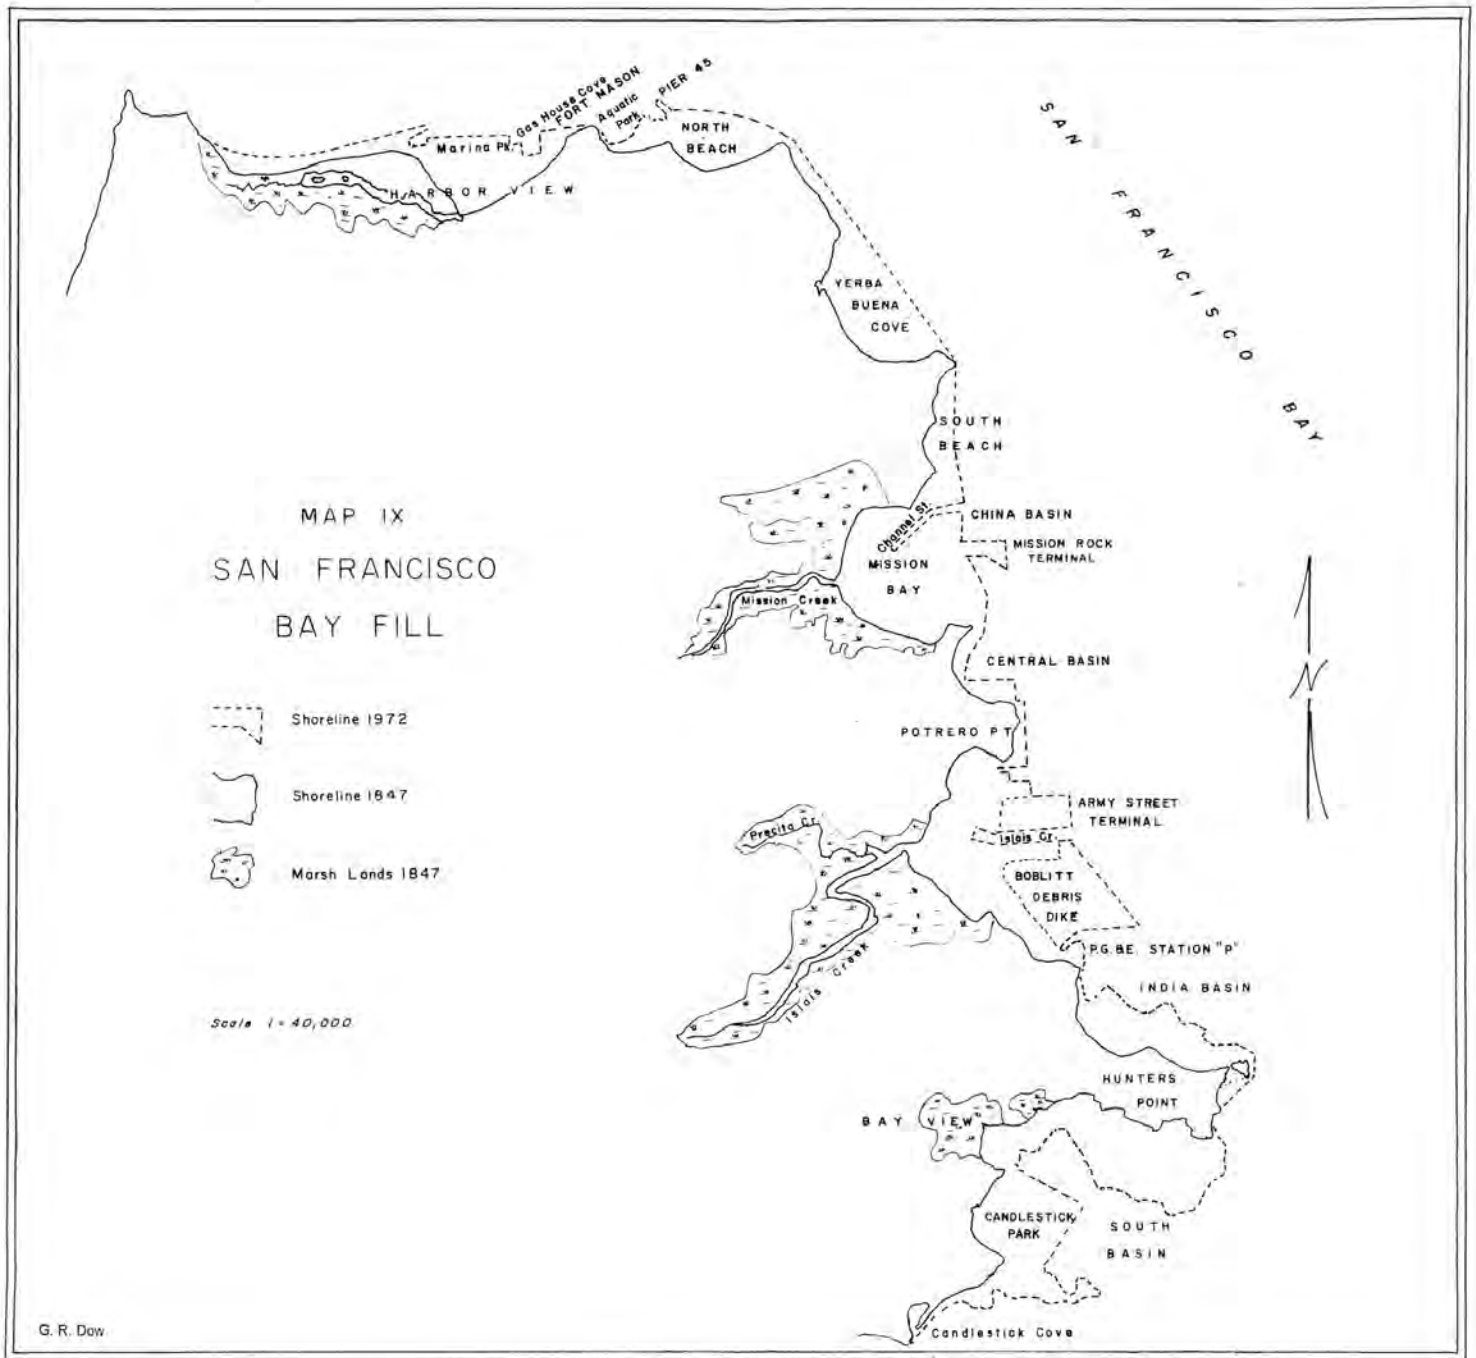 Gas House Cove
FORT MASON
Aquatic
Park
PIER 45
Marina Pk.
NORTH
BEACH
HARBOR VIEW
SAN FRANCISCO BAY
YERBA
BUENA
COVE
SOUTH
BEACH
MAP IX
SAN FRANCISCO
BAY FILL
Channel St.
CHINA BASIN
MISSION ROCK
TERMINAL
MISSION
BAY
Mission Creek
N
CENTRAL BASIN
Shoreline 1972
POTRERO PT
Shoreline 1847
ARMY STREET
TERMINAL
Precita Cr.
Islais Cr.
Marsh Lands 1847
BOBLITT
DEBRIS
DIKE
P.G.&E. STATION "P"
Islais Creek
INDIA BASIN
Scale 1 = 40,000
HUNTERS
POINT
BAY VIEW
CANDLESTICK
PARK
SOUTH
BASIN
Candlestick Cove
G. R. Dow